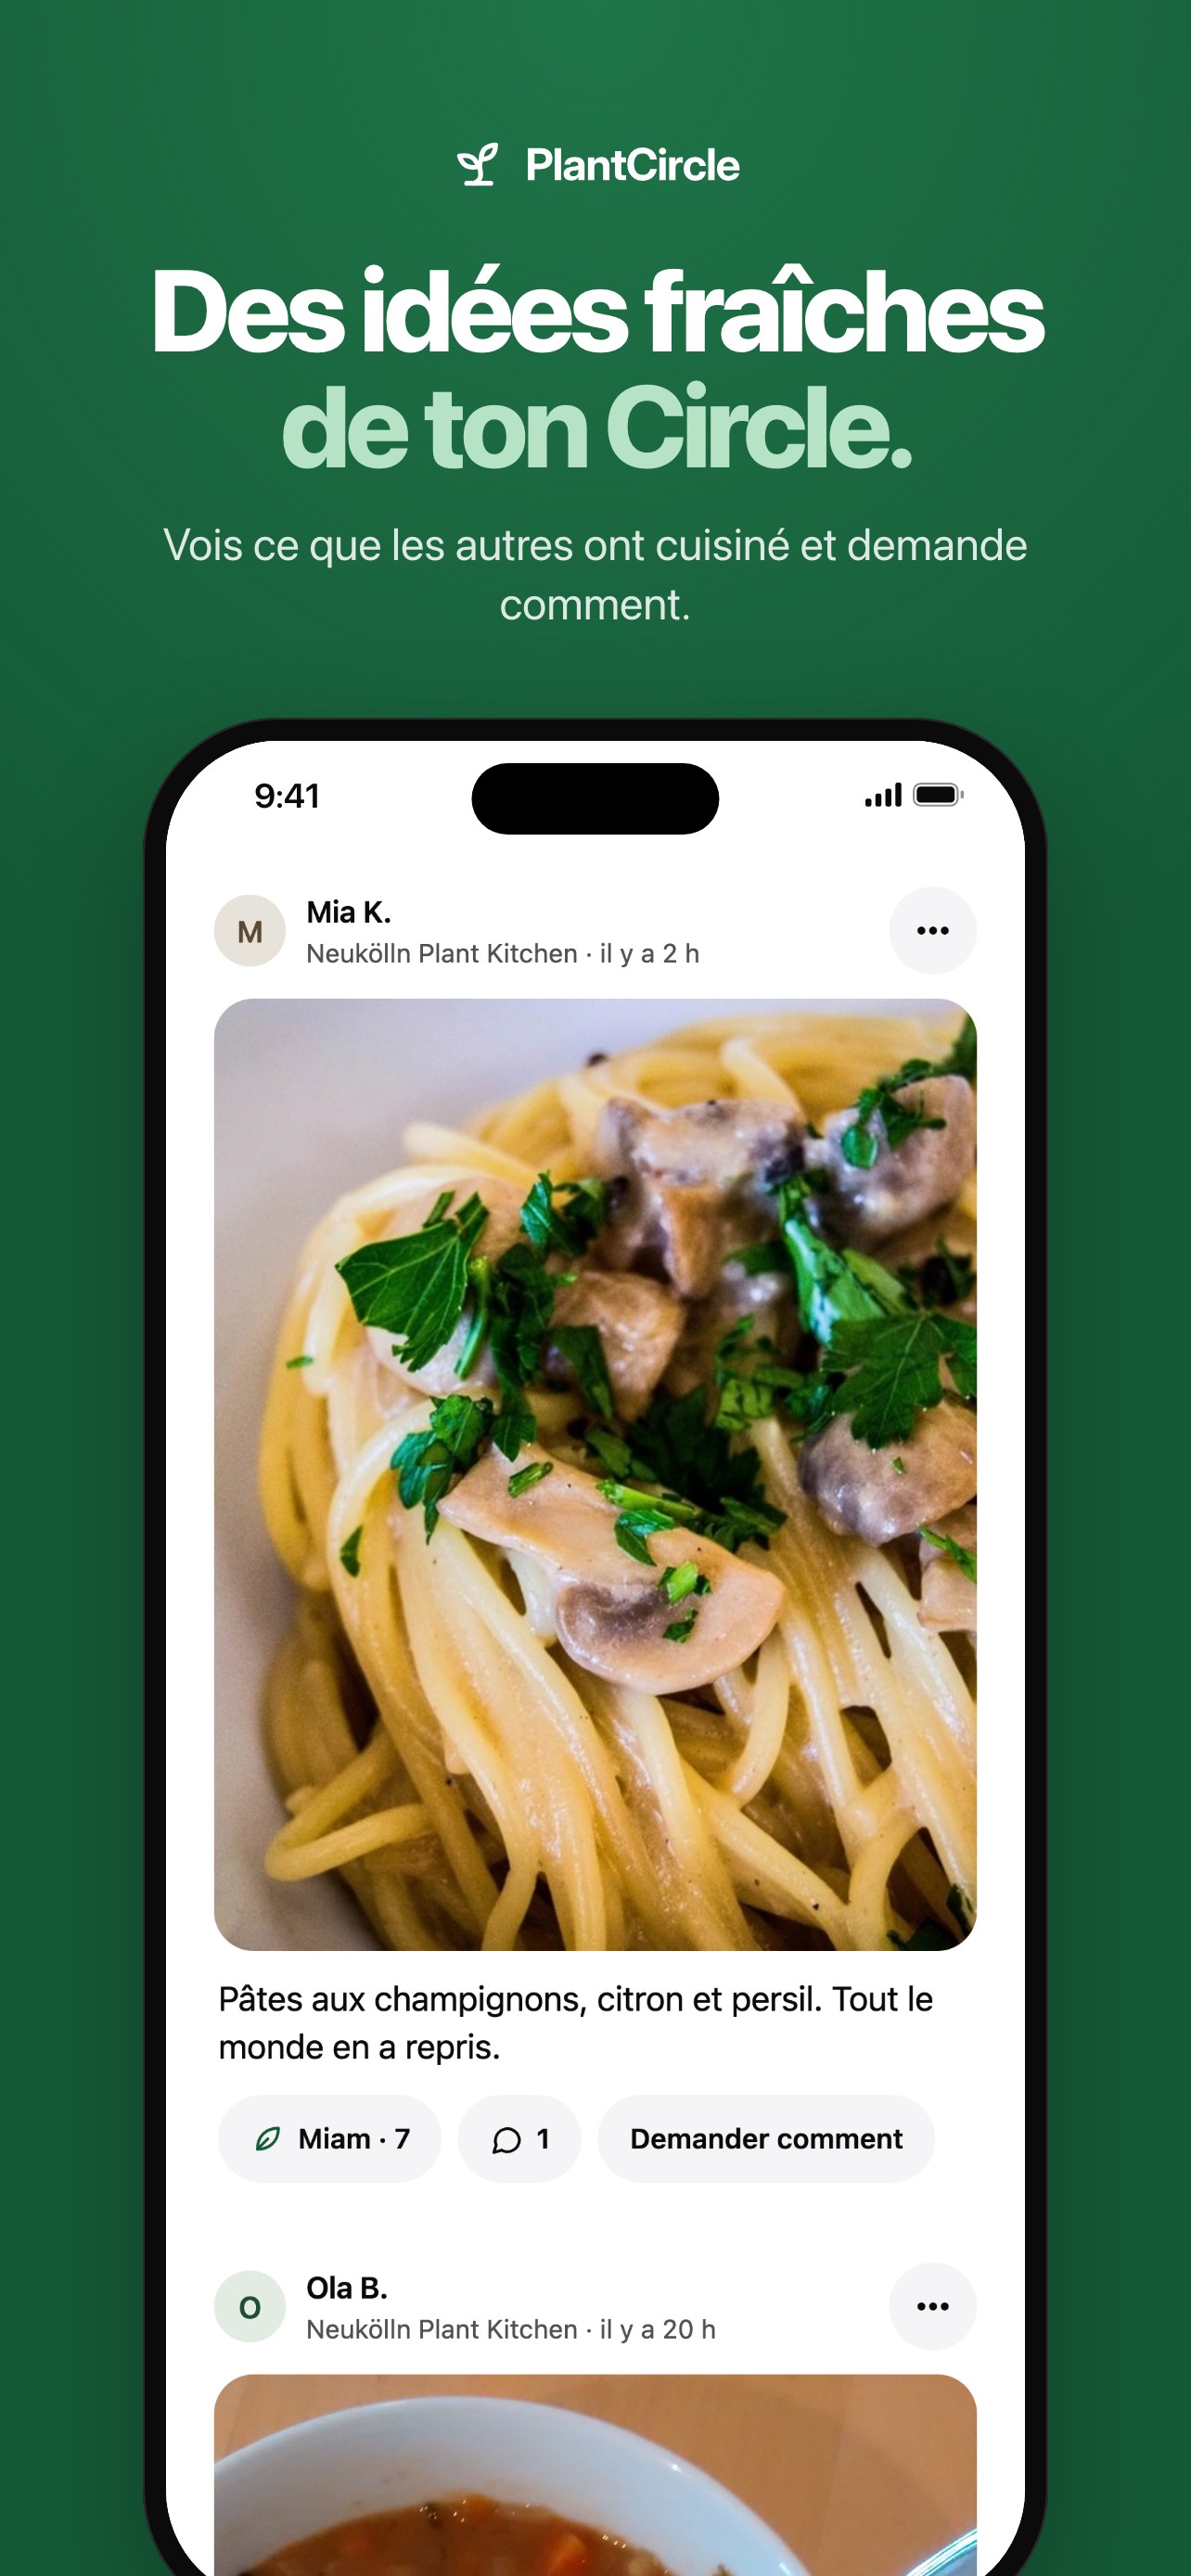 PlantCircle
Des idées fraîches
de ton Circle.
Vois ce que les autres ont cuisiné et demande
comment.
9:41
M
Mia K.
Neukölln Plant Kitchen · il y a 2 h
Pâtes aux champignons, citron et persil. Tout le
monde en a repris.
Miam · 7
1
Demander comment
O
Ola B.
Neukölln Plant Kitchen · il y a 20 h